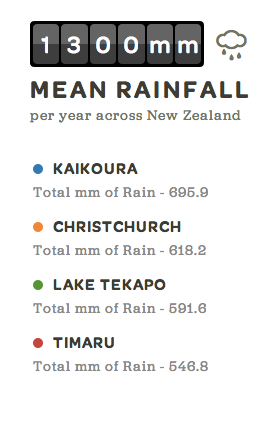 1300mm
MEAN RAINFALL
per year across New Zealand
KAIKOURA
Total mm of Rain - 695.9
CHRISTCHURCH
Total mm of Rain - 618.2
LAKE TEKAPO
Total mm of Rain - 591.6
TIMARU
Total mm of Rain - 546.8